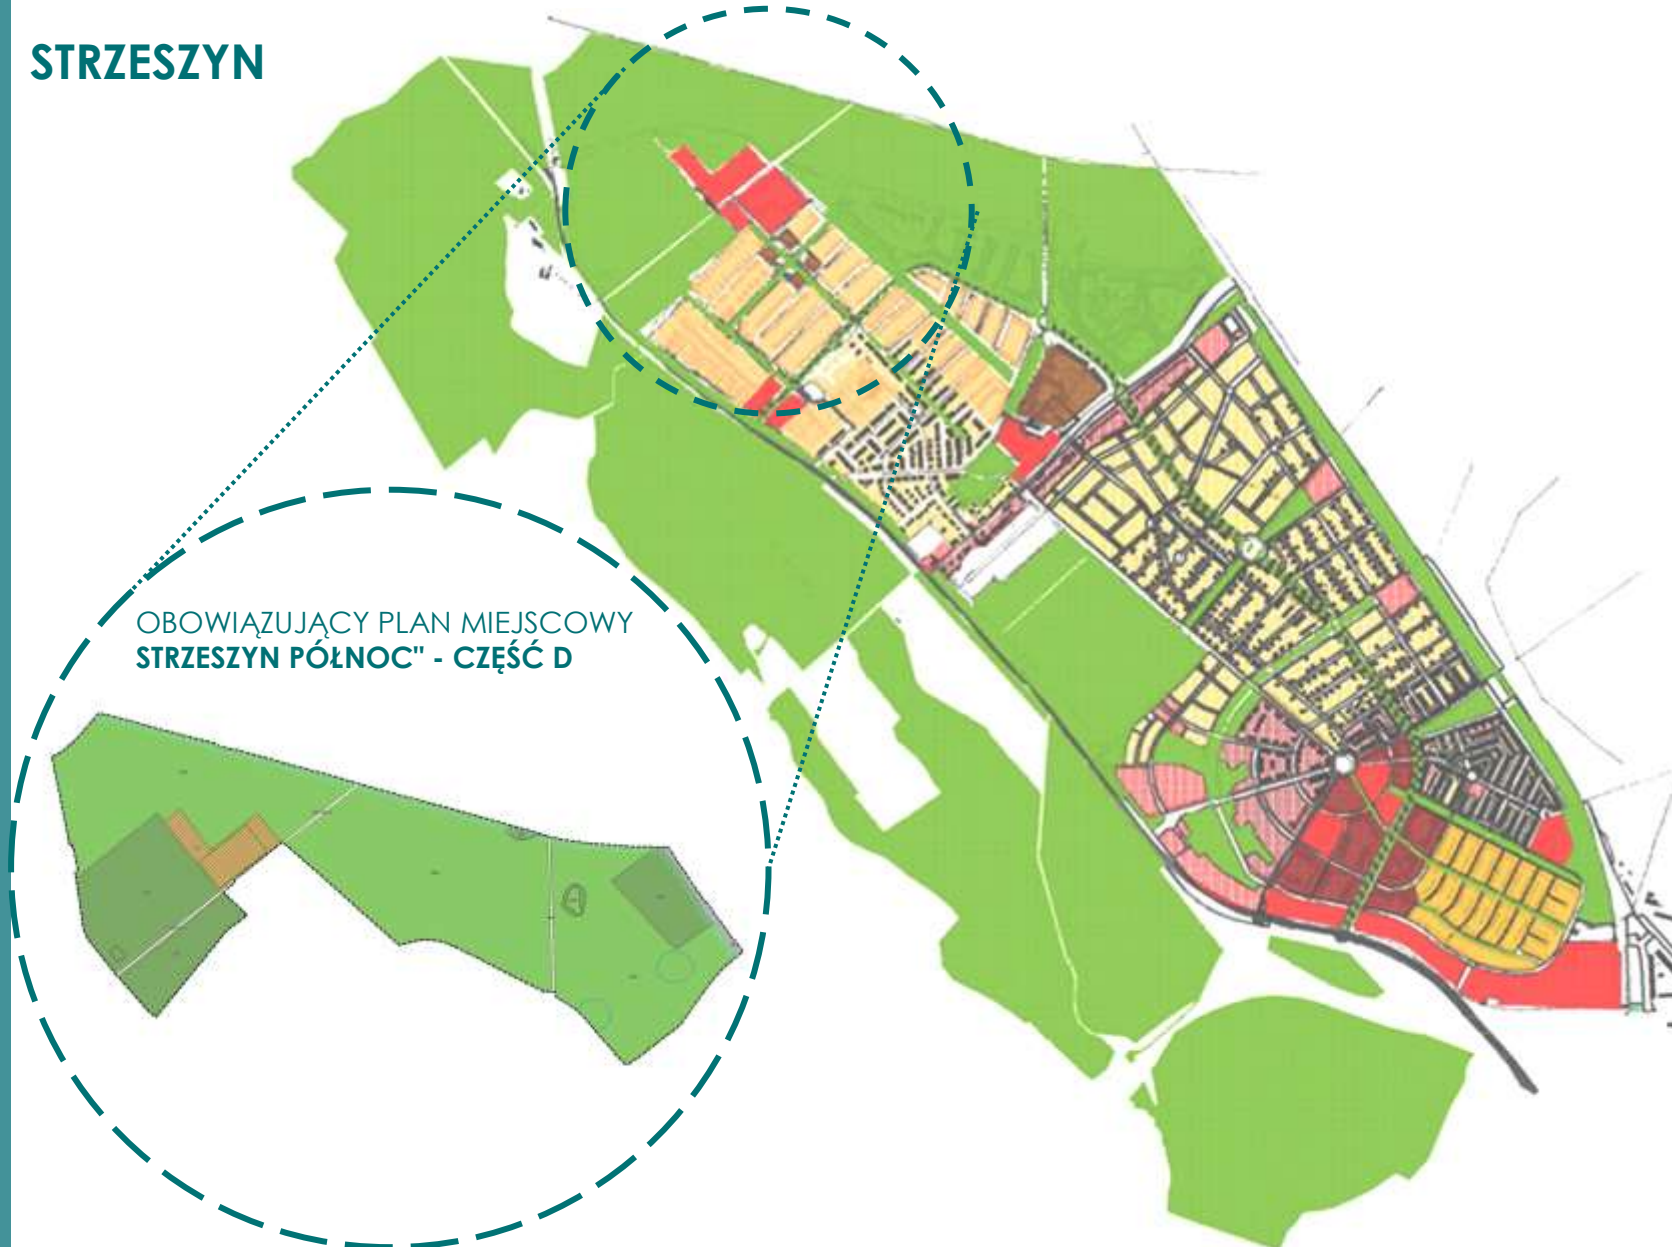 STRZESZYN
OBOWIĄZUJĄCY PLAN MIEJSCOWY
STRZESZYN PÓŁNOC" - CZĘŚĆ D